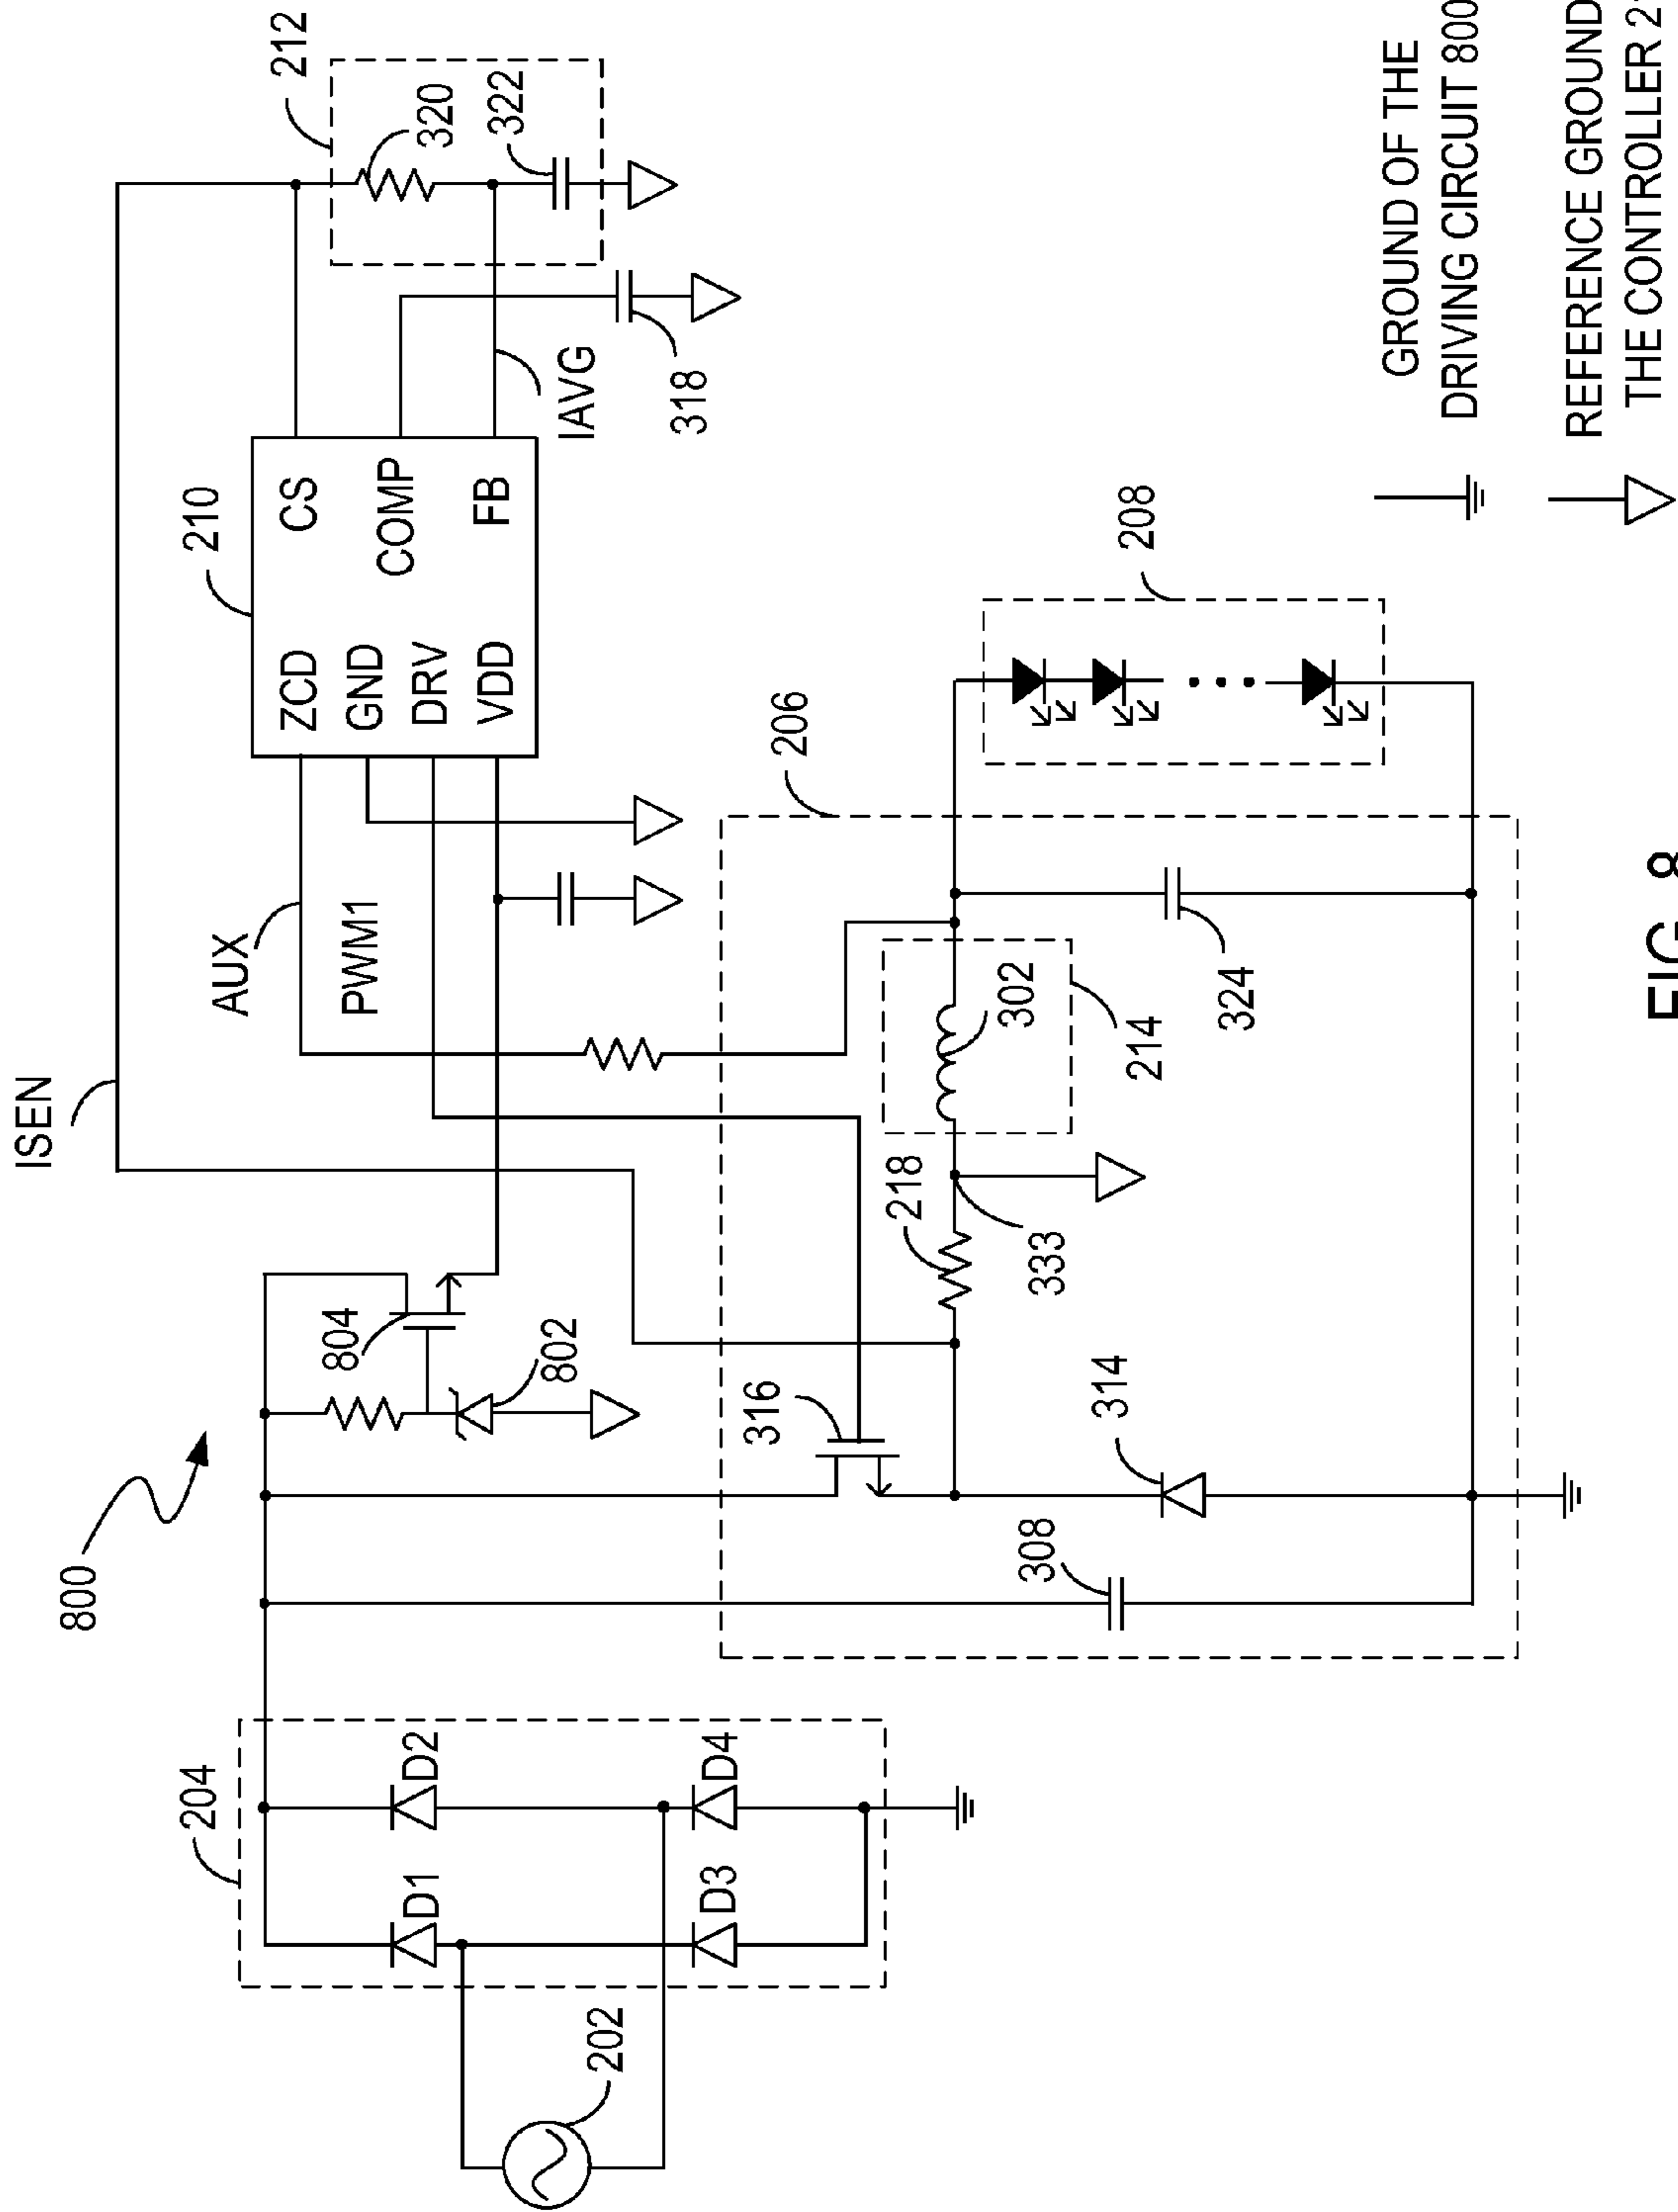 800
ISEN
AUX
PWM1
210
ZCD
GND
DRV
VDD
CS
COMP
FB
212
320
322
IAVG
318
204
D1
D2
D3
D4
202
804
802
206
316
308
314
218
333
302
214
324
208
GROUND OF THE
DRIVING CIRCUIT 800
REFERENCE GROUND
THE CONTROLLER
FIG. 8